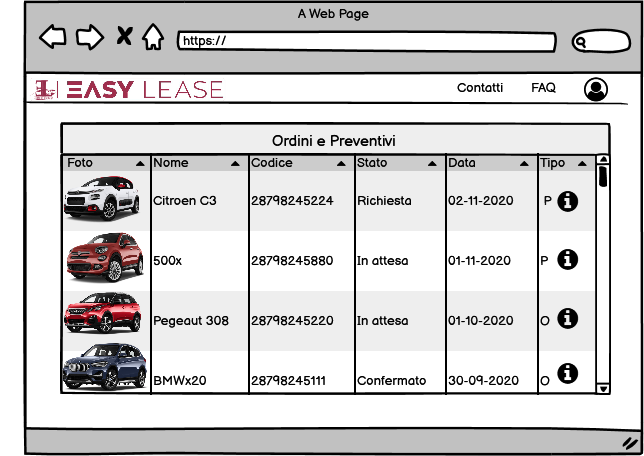 A Web Page
https://
EASY LEASE
Contatti FAQ
Ordini e Preventivi
Foto Nome Codice Stato Data Tipo
Citroen C3 28798245224 Richiesta 02-11-2020 P
500x 28798245880 In attesa 01-11-2020 P
Pegeaut 308 28798245220 In attesa 01-10-2020 O
BMWx20 28798245111 Confermato 30-09-2020 O